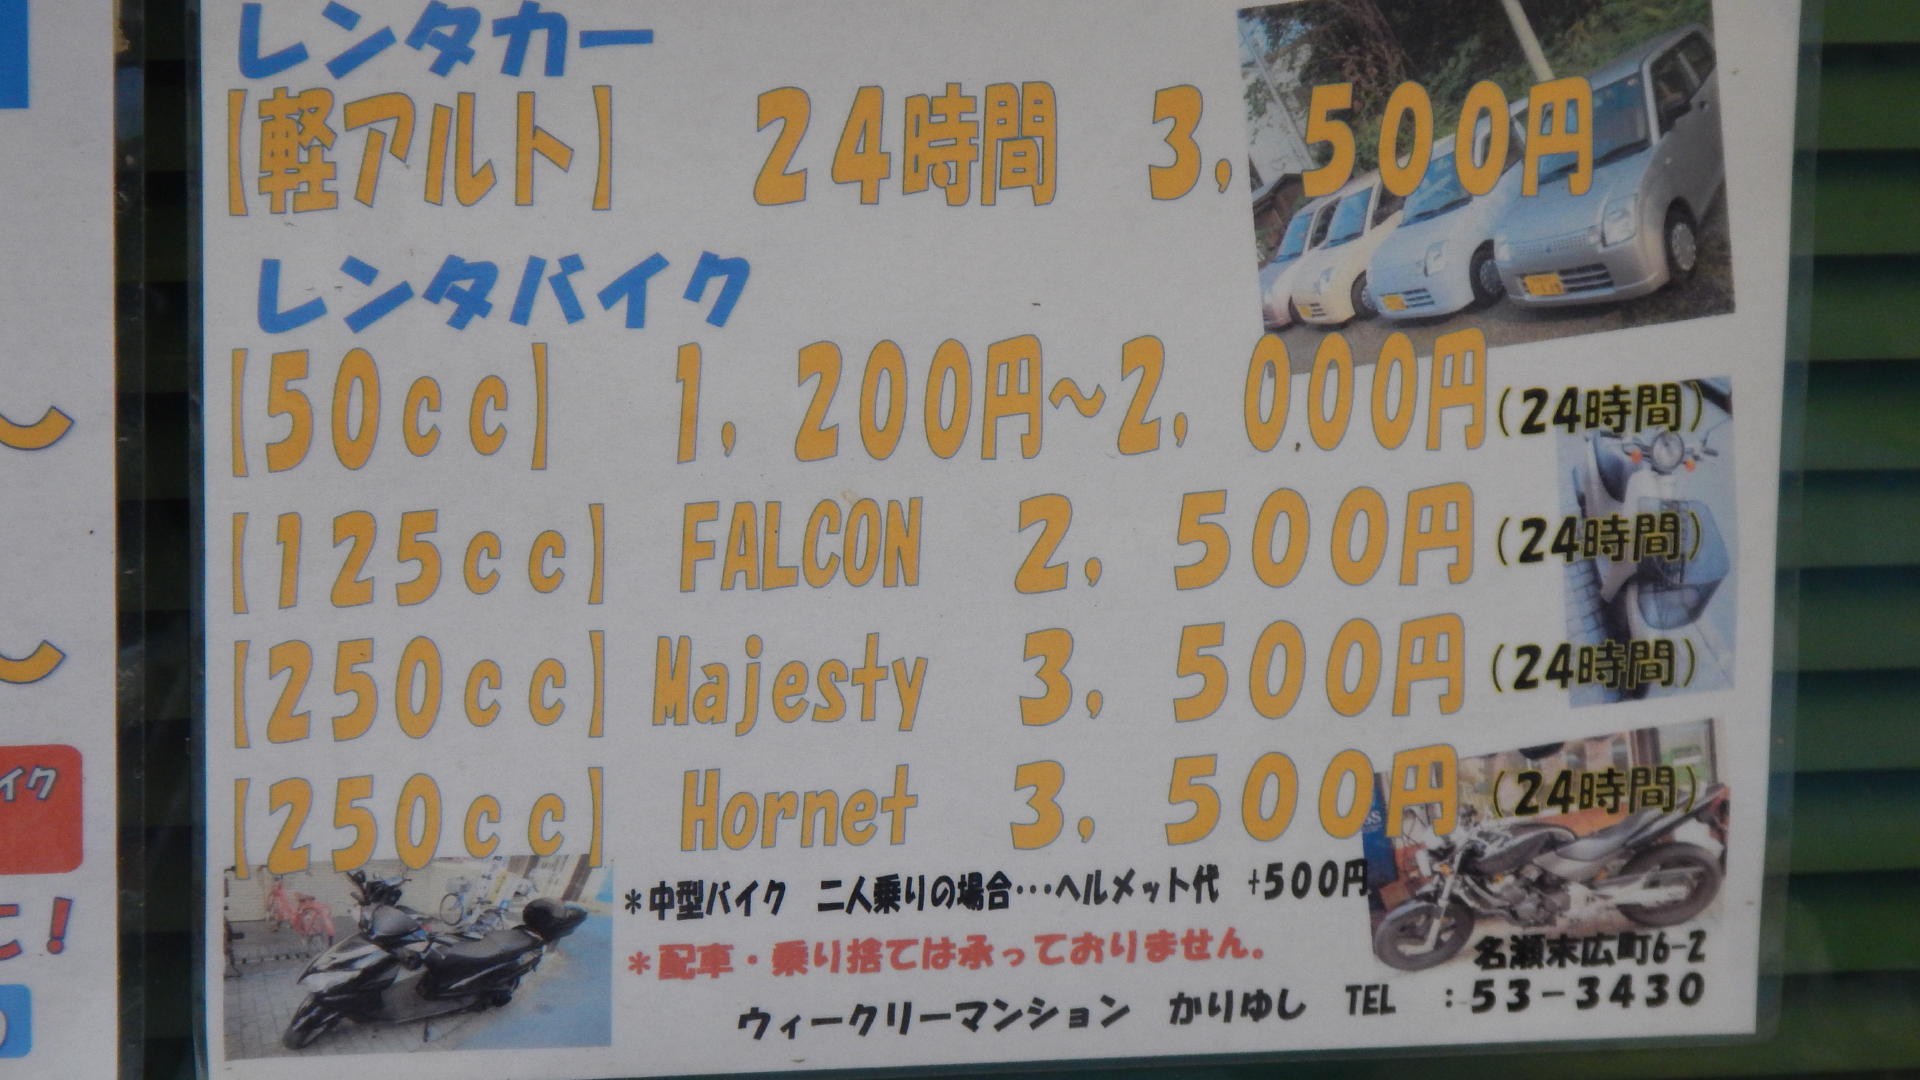 レンタカー
【軽アルト】 24時間 3,500円
レンタバイク
【50cc】 1,200円~2,000円(24時間)
【125cc】 FALCON 2,500円(24時間)
【250cc】 Majesty 3,500円(24時間)
【250cc】 Hornet 3,500円(24時間)
*中型バイク 二人乗りの場合…ヘルメット代 +500円
*配車・乗り捨ては承っておりません。
名瀬末広町6-2
ウィークリーマンション かりゆし TEL :53-3430
~
~
イク
に!